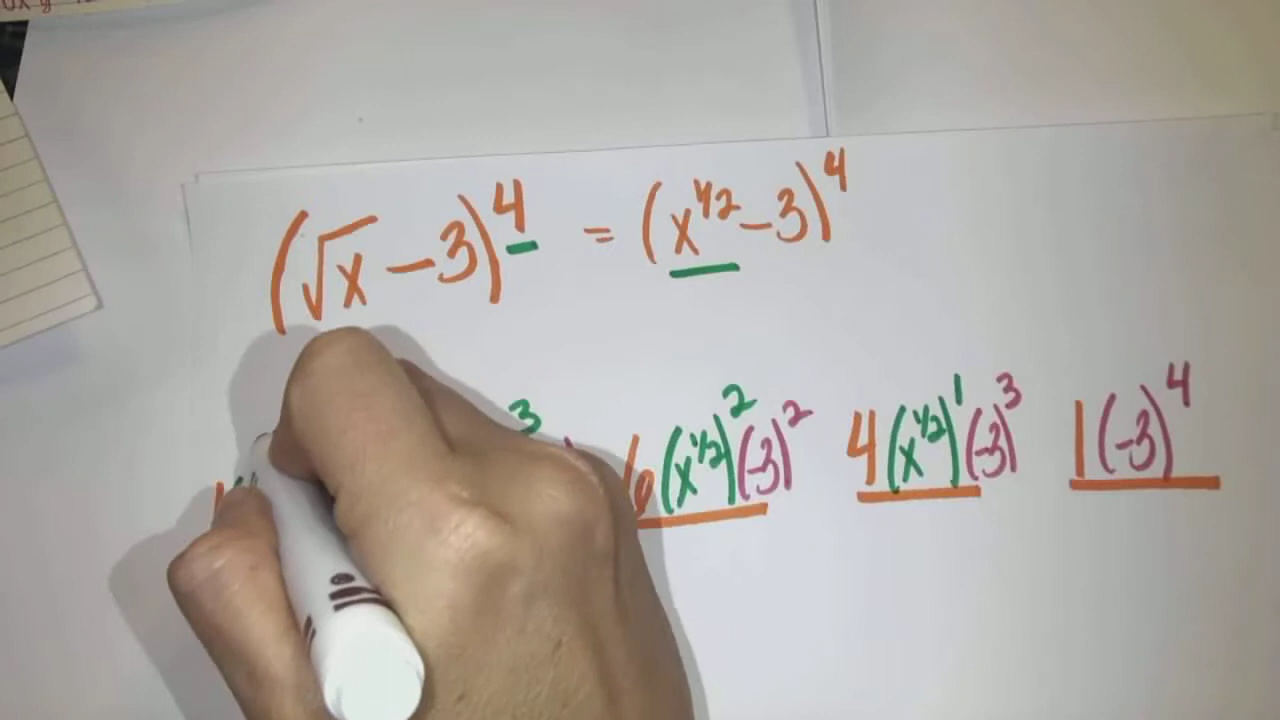 (√x - 3)^4 = (x^{1/2} - 3)^4
1 3 6(x^{1/2})^2(-3)^2 4(x^{1/2})^1(-3)^3 1(-3)^4